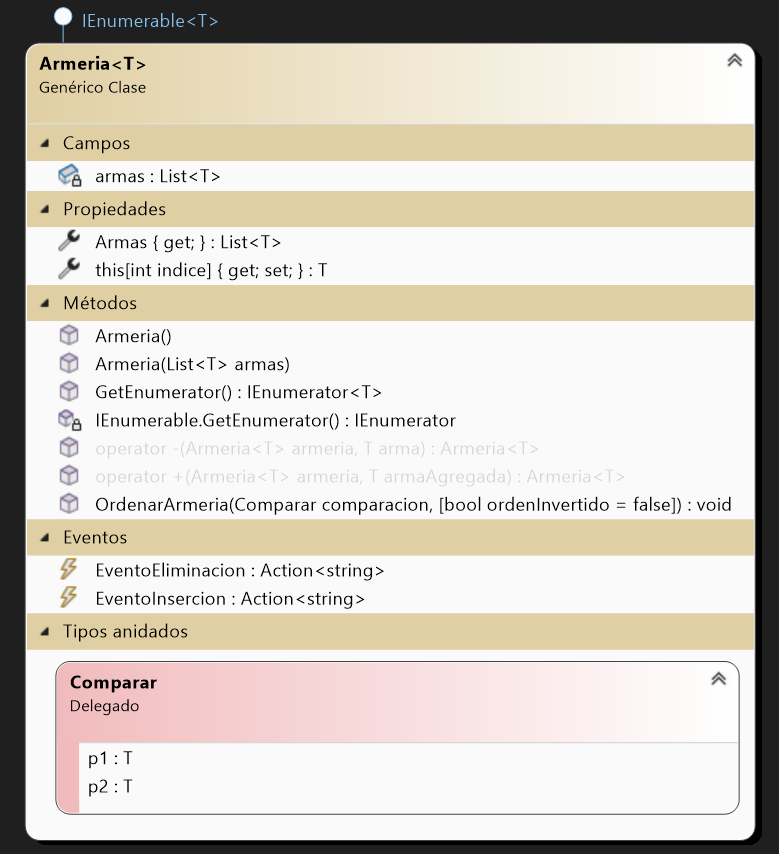 IEnumerable<T>
Armeria<T>
Genérico Clase
Campos
armas : List<T>
Propiedades
Armas { get; } : List<T>
this[int indice] { get; set; } : T
Métodos
Armeria()
Armeria(List<T> armas)
GetEnumerator() : IEnumerator<T>
IEnumerable.GetEnumerator() : IEnumerator
operator -(Armeria<T> armeria, T arma) : Armeria<T>
operator +(Armeria<T> armeria, T armaAgregada) : Armeria<T>
OrdenarArmeria(Comparar comparacion, [bool ordenInvertido = false]) : void
Eventos
EventoEliminacion : Action<string>
EventoInsercion : Action<string>
Tipos anidados
Comparar
Delegado
p1 : T
p2 : T